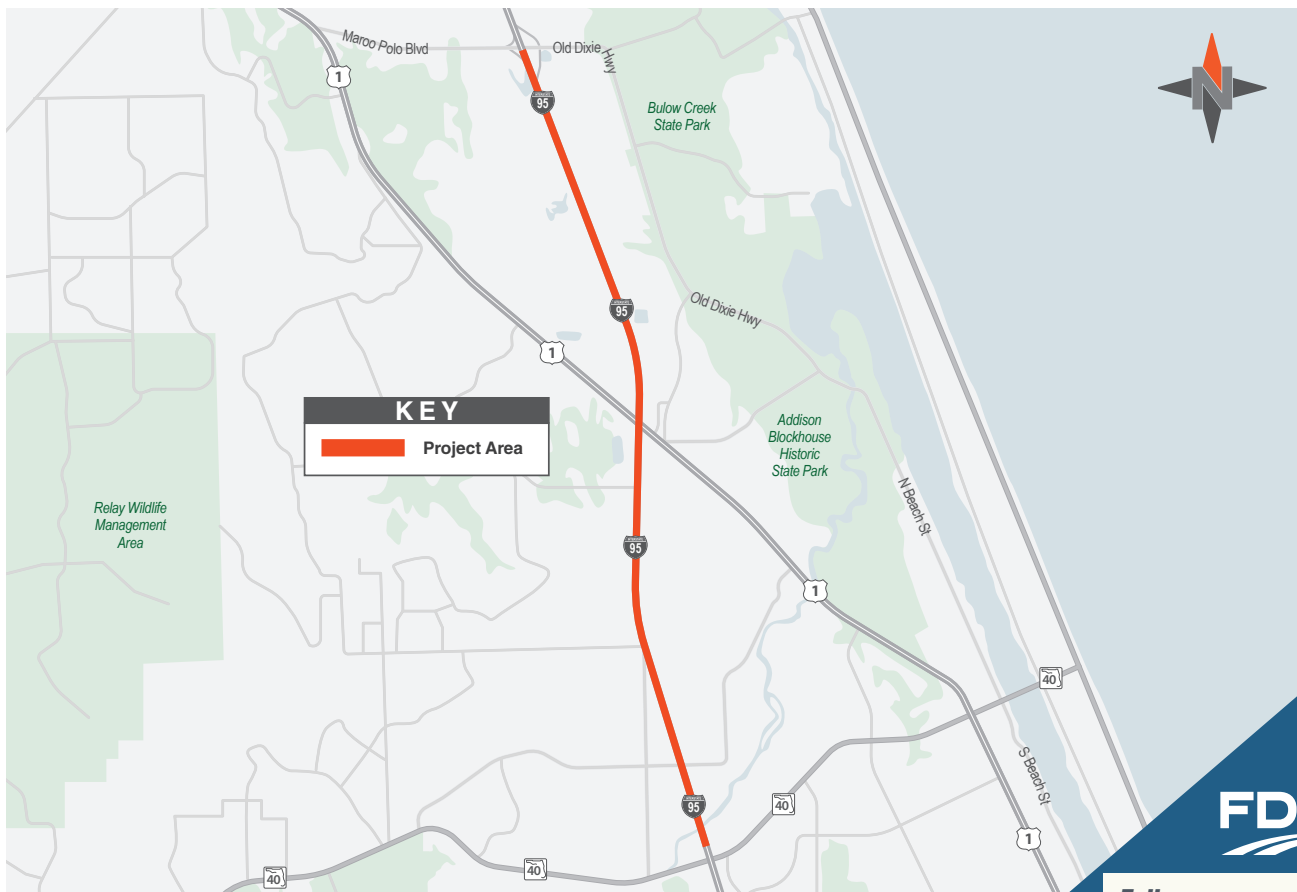 Maroo Polo Blvd
Old Dixie
Hwy
1
95
Bulow Creek
State Park
N
95
Old Dixie Hwy
1
KEY
Project Area
Addison
Blockhouse
Historic
State Park
N Beach St
Relay Wildlife
Management
Area
95
1
40
S Beach St
95
40
FD
1
40
40